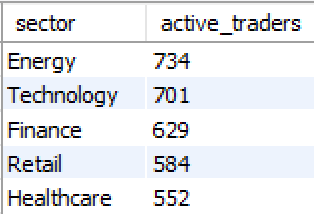 sector active_traders
Energy 734
Technology 701
Finance 629
Retail 584
Healthcare 552